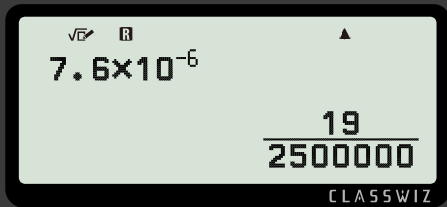 √▱ R ▲
7.6×10⁻⁶
19
2500000
CLASSWIZ